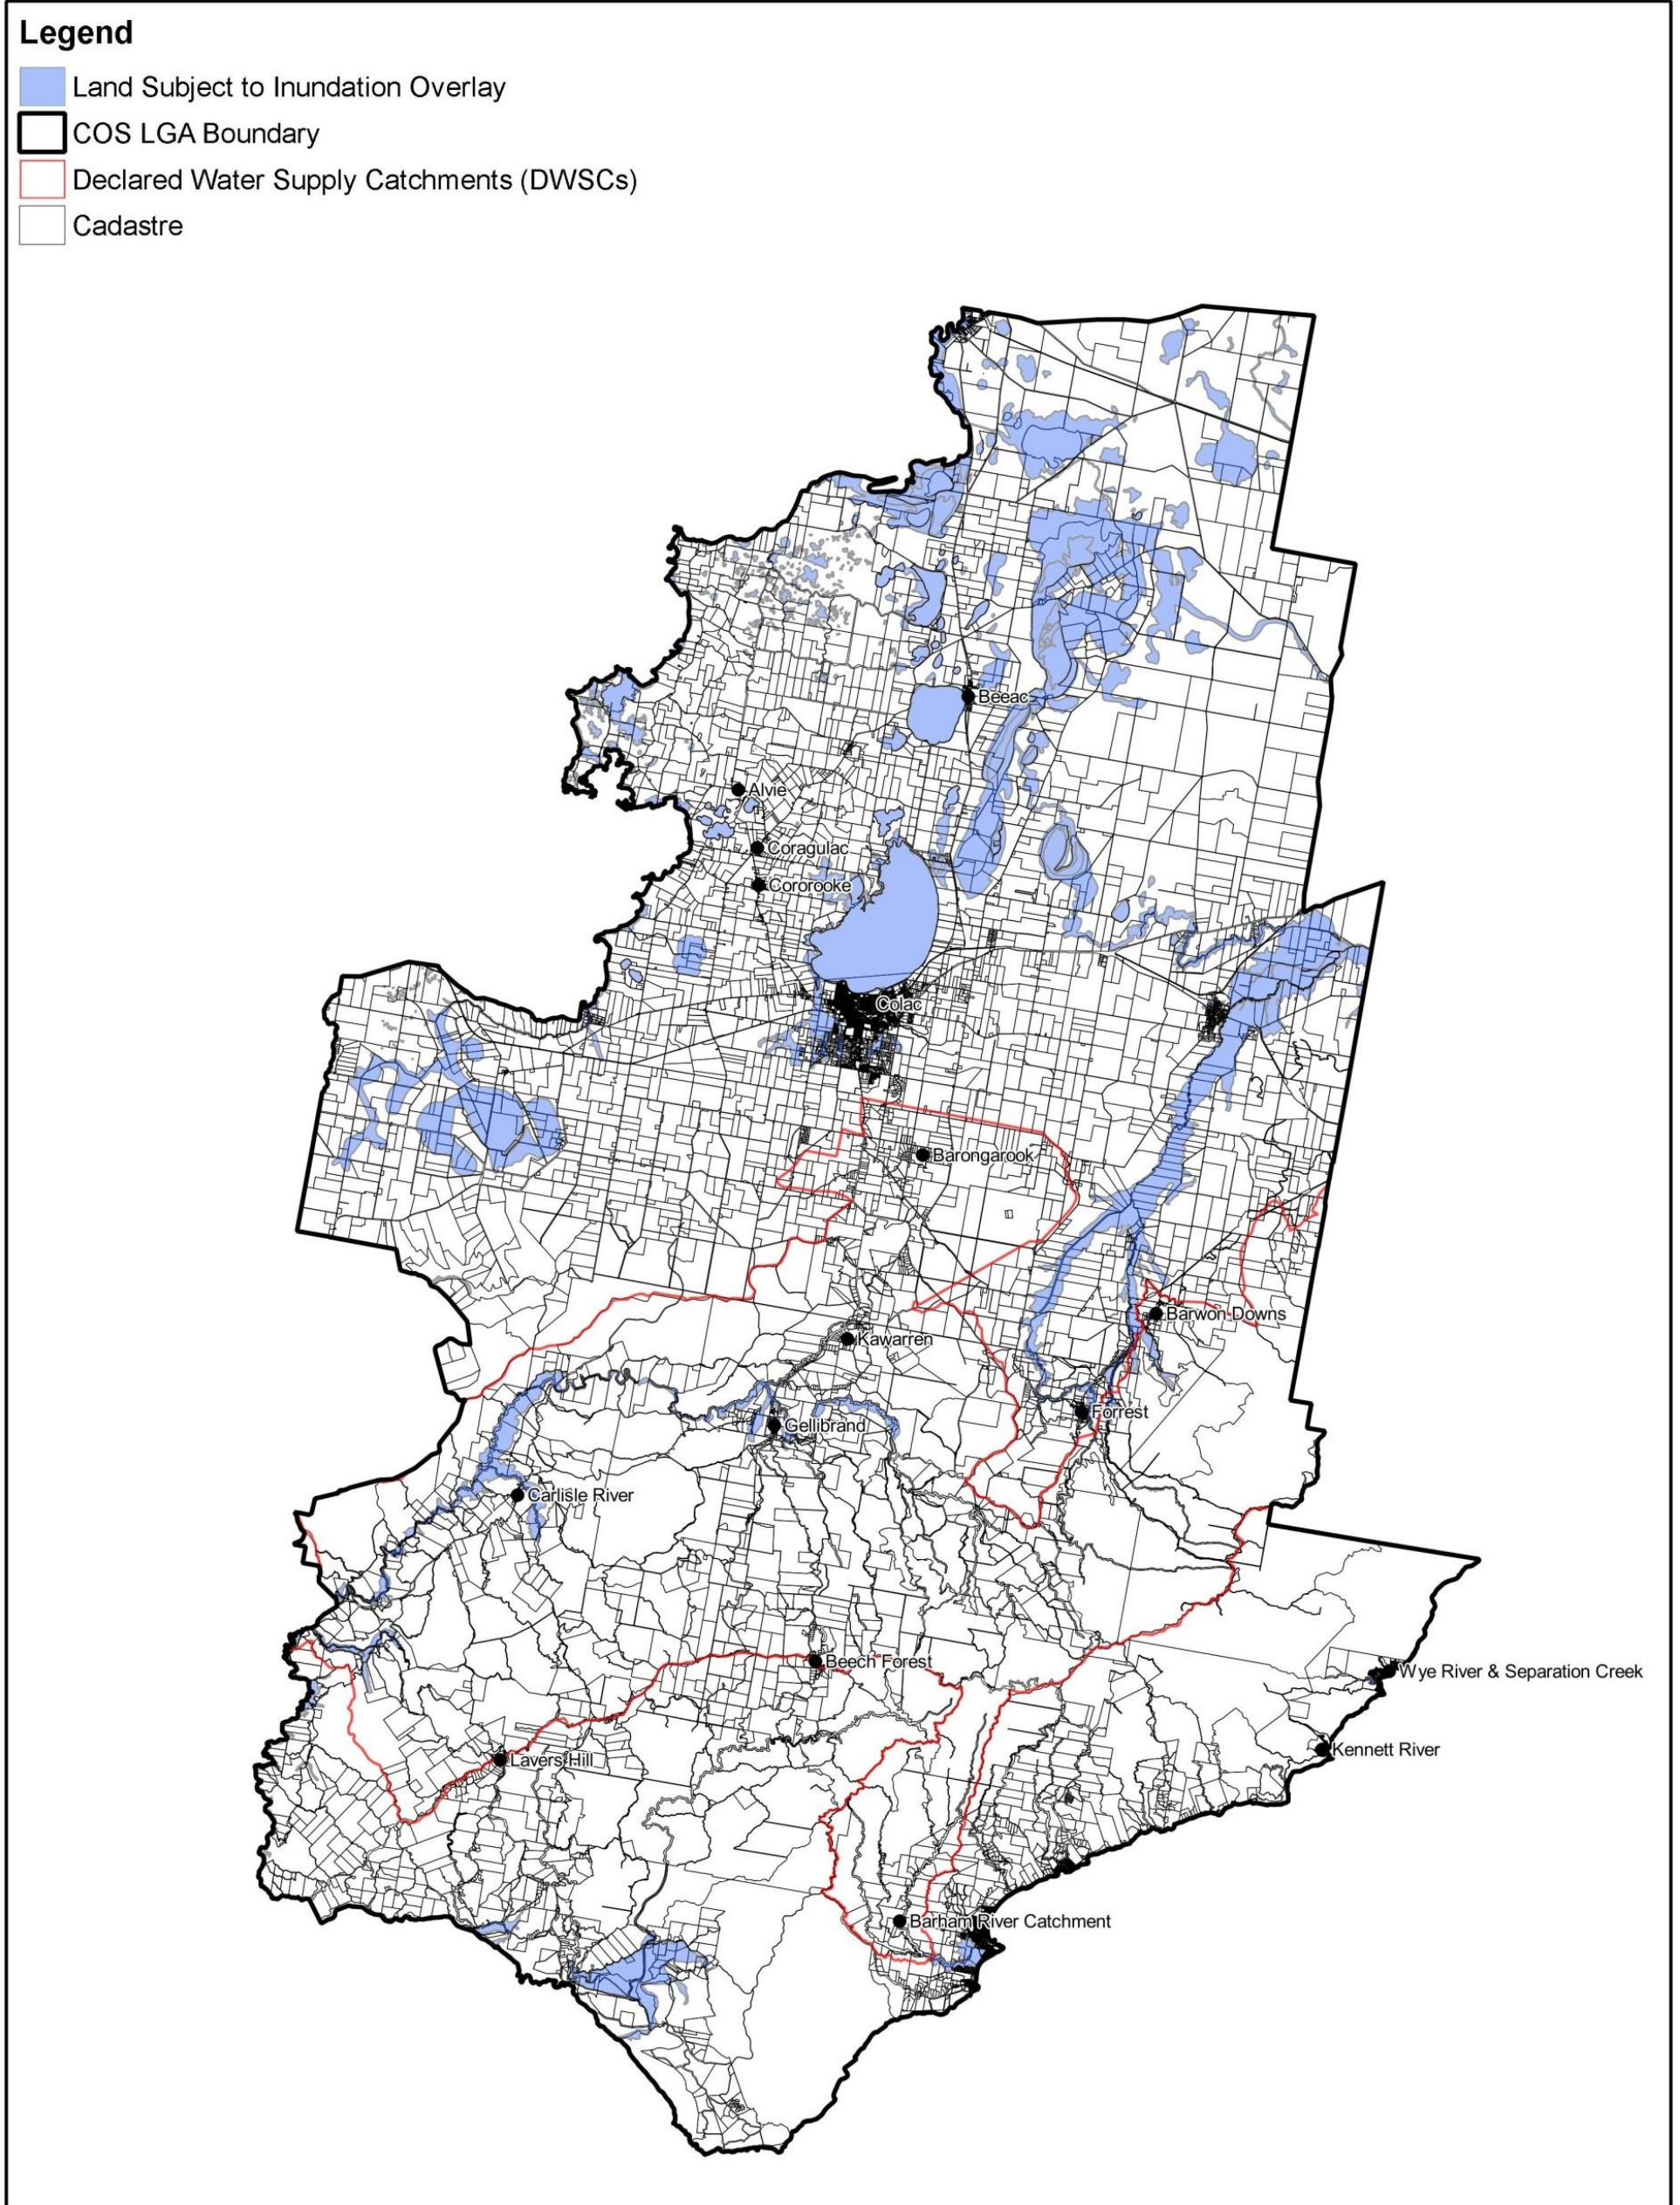 Legend
Land Subject to Inundation Overlay
COS LGA Boundary
Declared Water Supply Catchments (DWSCs)
Cadastre
Beeac
Alvie
Coragulac
Cororooke
Colac
Barongarook
Barwon Downs
Kawarren
Forrest
Gellibrand
Carlisle River
Beech Forest
Wye River & Separation Creek
Kennett River
Lavers Hill
Barham River Catchment